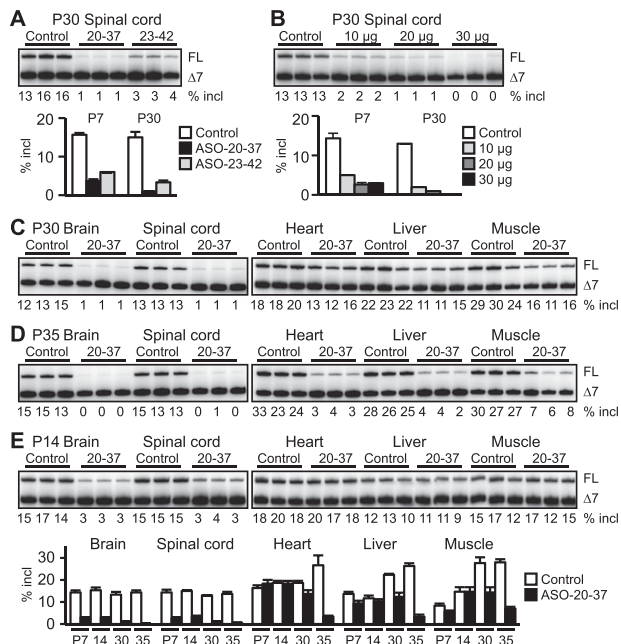 A
P30 Spinal cord
Control 20-37 23-42
FL
Δ7
13 16 16 1 1 1 3 3 4 % incl
20
10
0
% incl
P7 P30
Control
ASO-20-37
ASO-23-42
B
P30 Spinal cord
Control 10 µg 20 µg 30 µg
FL
Δ7
13 13 13 2 2 2 1 1 1 0 0 0 % incl
20
10
0
% incl
P7 P30
Control
10 µg
20 µg
30 µg
C
P30 Brain Spinal cord Heart Liver Muscle
Control 20-37 Control 20-37 Control 20-37 Control 20-37 Control 20-37
FL
Δ7
12 13 15 1 1 1 13 13 13 1 1 1 18 18 20 13 12 16 22 23 22 11 11 15 29 30 24 16 11 16 % incl
D
P35 Brain Spinal cord Heart Liver Muscle
Control 20-37 Control 20-37 Control 20-37 Control 20-37 Control 20-37
FL
Δ7
15 15 13 0 0 0 15 13 13 0 1 0 33 23 24 3 4 3 28 26 25 4 4 2 30 27 27 7 6 8 % incl
E
P14 Brain Spinal cord Heart Liver Muscle
Control 20-37 Control 20-37 Control 20-37 Control 20-37 Control 20-37
FL
Δ7
15 17 14 3 3 3 15 15 15 3 4 3 18 20 18 20 17 18 12 13 10 11 11 9 15 17 17 12 12 15 % incl
Brain Spinal cord Heart Liver Muscle
30
20
10
0
% incl
Control
ASO-20-37
P7 14 30 35 P7 14 30 35 P7 14 30 35 P7 14 30 35 P7 14 30 35